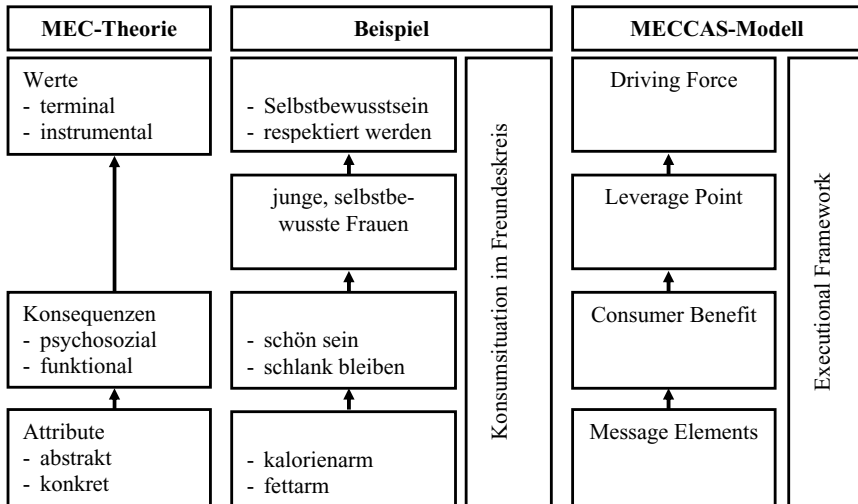 MEC-Theorie
Beispiel
MECCAS-Modell
Werte
- terminal
- instrumental
- Selbstbewusstsein
- respektiert werden
Driving Force
junge, selbstbe-
wusste Frauen
Leverage Point
Konsequenzen
- psychosozial
- funktional
- schön sein
- schlank bleiben
Consumer Benefit
Attribute
- abstrakt
- konkret
- kalorienarm
- fettarm
Message Elements
Konsumsituation im Freundeskreis
Executional Framework